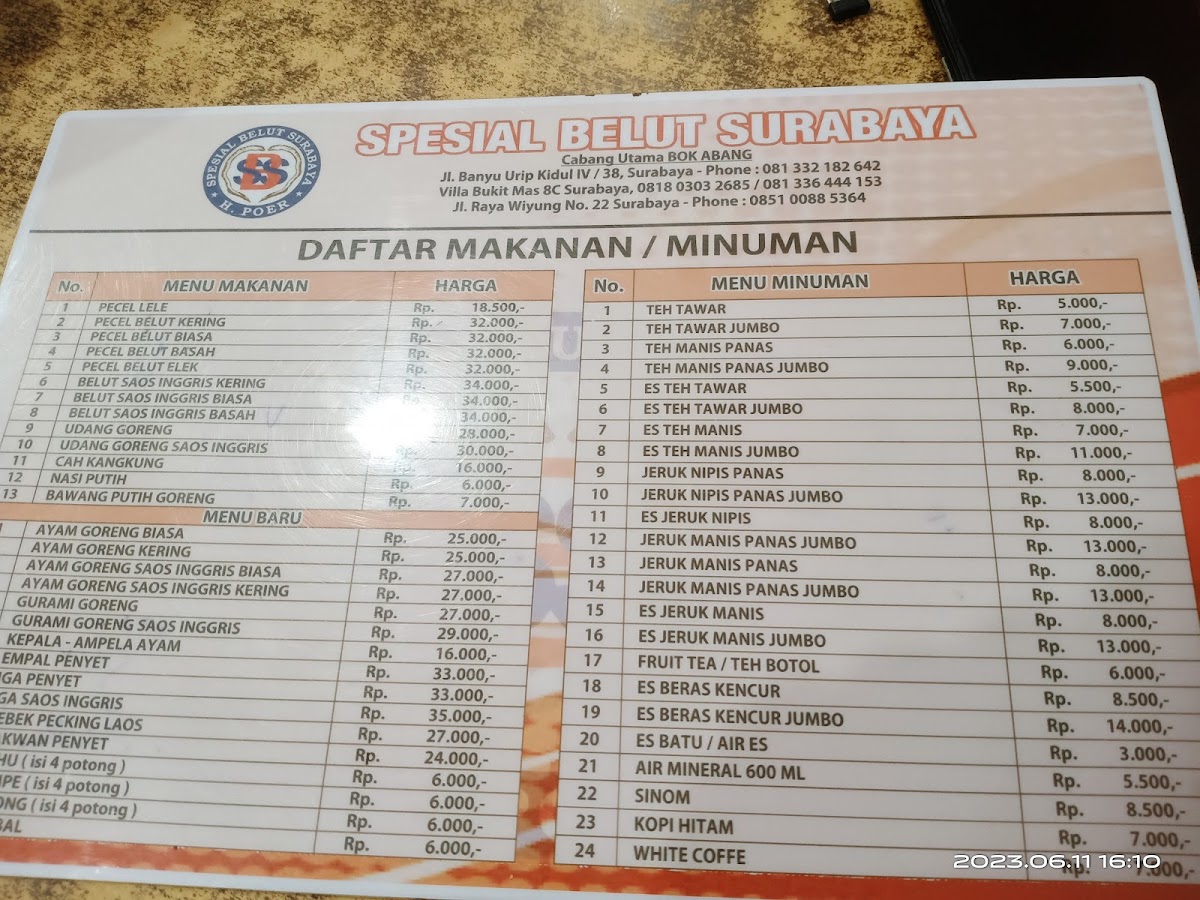 SPESIAL BELUT SURABAYA
SBS
H. POER
SPESIAL BELUT SURABAYA
Cabang Utama BOK ABANG
Jl. Banyu Urip Kidul IV / 38, Surabaya - Phone : 081 332 182 642
Villa Bukit Mas 8C Surabaya, 0818 0303 2685 / 081 336 444 153
Jl. Raya Wiyung No. 22 Surabaya - Phone : 0851 0088 5364
DAFTAR MAKANAN / MINUMAN
No. MENU MAKANAN HARGA
1 PECEL LELE Rp. 18.500,-
2 PECEL BELUT KERING Rp. 32.000,-
3 PECEL BELUT BIASA Rp. 32.000,-
4 PECEL BELUT BASAH Rp. 32.000,-
5 PECEL BELUT ELEK Rp. 32.000,-
6 BELUT SAOS INGGRIS KERING Rp. 34.000,-
7 BELUT SAOS INGGRIS BIASA 34.000,-
8 BELUT SAOS INGGRIS BASAH 34.000,-
9 UDANG GORENG 28.000,-
10 UDANG GORENG SAOS INGGRIS Rp. 30.000,-
11 CAH KANGKUNG Rp. 16.000,-
12 NASI PUTIH Rp. 6.000,-
13 BAWANG PUTIH GORENG Rp. 7.000,-
MENU BARU
AYAM GORENG BIASA Rp. 25.000,-
AYAM GORENG KERING Rp. 25.000,-
AYAM GORENG SAOS INGGRIS BIASA Rp. 27.000,-
AYAM GORENG SAOS INGGRIS KERING Rp. 27.000,-
GURAMI GORENG Rp. 27.000,-
GURAMI GORENG SAOS INGGRIS Rp. 29.000,-
KEPALA - AMPELA AYAM Rp. 16.000,-
EMPAL PENYET Rp. 33.000,-
IGA PENYET Rp. 33.000,-
GA SAOS INGGRIS Rp. 35.000,-
EBEK PECKING LAOS Rp. 27.000,-
AKWAN PENYET Rp. 24.000,-
HU ( isi 4 potong ) Rp. 6.000,-
PE ( isi 4 potong ) Rp. 6.000,-
ONG ( isi 4 potong ) Rp. 6.000,-
BAL Rp. 6.000,-
No. MENU MINUMAN HARGA
1 TEH TAWAR Rp. 5.000,-
2 TEH TAWAR JUMBO Rp. 7.000,-
3 TEH MANIS PANAS Rp. 6.000,-
4 TEH MANIS PANAS JUMBO Rp. 9.000,-
5 ES TEH TAWAR Rp. 5.500,-
6 ES TEH TAWAR JUMBO Rp. 8.000,-
7 ES TEH MANIS Rp. 7.000,-
8 ES TEH MANIS JUMBO Rp. 11.000,-
9 JERUK NIPIS PANAS Rp. 8.000,-
10 JERUK NIPIS PANAS JUMBO Rp. 13.000,-
11 ES JERUK NIPIS Rp. 8.000,-
12 JERUK MANIS PANAS JUMBO Rp. 13.000,-
13 JERUK MANIS PANAS Rp. 8.000,-
14 JERUK MANIS PANAS JUMBO Rp. 13.000,-
15 ES JERUK MANIS Rp. 8.000,-
16 ES JERUK MANIS JUMBO Rp. 13.000,-
17 FRUIT TEA / TEH BOTOL Rp. 6.000,-
18 ES BERAS KENCUR Rp. 8.500,-
19 ES BERAS KENCUR JUMBO Rp. 14.000,-
20 ES BATU / AIR ES Rp. 3.000,-
21 AIR MINERAL 600 ML Rp. 5.500,-
22 SINOM Rp. 8.500,-
23 KOPI HITAM Rp. 7.000,-
24 WHITE COFFE Rp. 7.000,-
2023.06.11 16:10